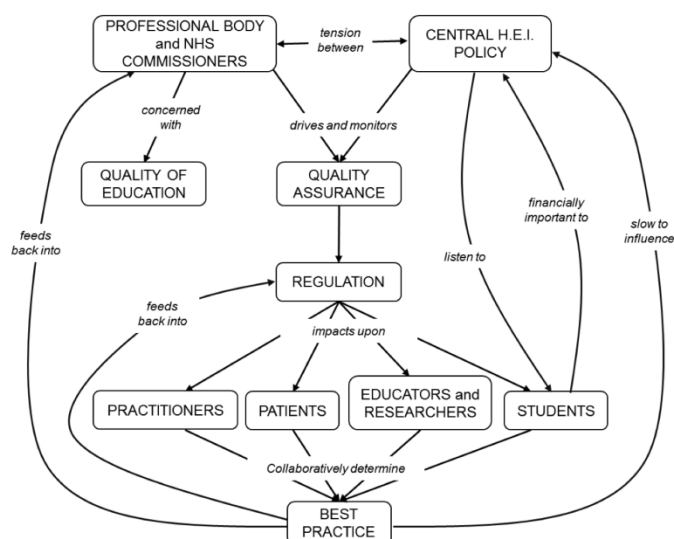 PROFESSIONAL BODY
and NHS
COMMISSIONERS
tension
between
CENTRAL H.E.I.
POLICY
concerned
with
drives and monitors
QUALITY OF
EDUCATION
QUALITY
ASSURANCE
feeds
back into
financially
important to
slow to
influence
listen to
REGULATION
feeds
back into
impacts upon
PRACTITIONERS
PATIENTS
EDUCATORS and
RESEARCHERS
STUDENTS
Collaboratively determine
BEST
PRACTICE